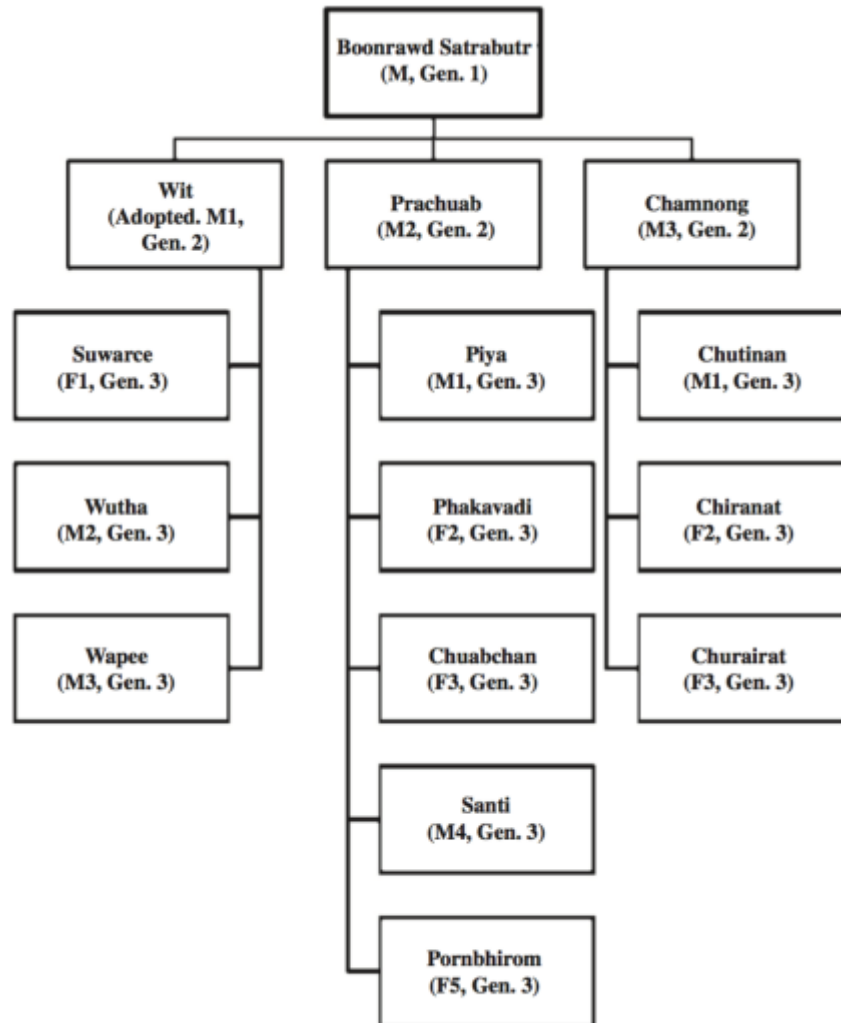 Boonrawd Satrabutr
(M, Gen. 1)
Wit
(Adopted. M1,
Gen. 2)
Prachuab
(M2, Gen. 2)
Chamnong
(M3, Gen. 2)
Suwarce
(F1, Gen. 3)
Piya
(M1, Gen. 3)
Chutinan
(M1, Gen. 3)
Wutha
(M2, Gen. 3)
Phakavadi
(F2, Gen. 3)
Chiranat
(F2, Gen. 3)
Wapee
(M3, Gen. 3)
Chuabchan
(F3, Gen. 3)
Churairat
(F3, Gen. 3)
Santi
(M4, Gen. 3)
Pornbhirom
(F5, Gen. 3)